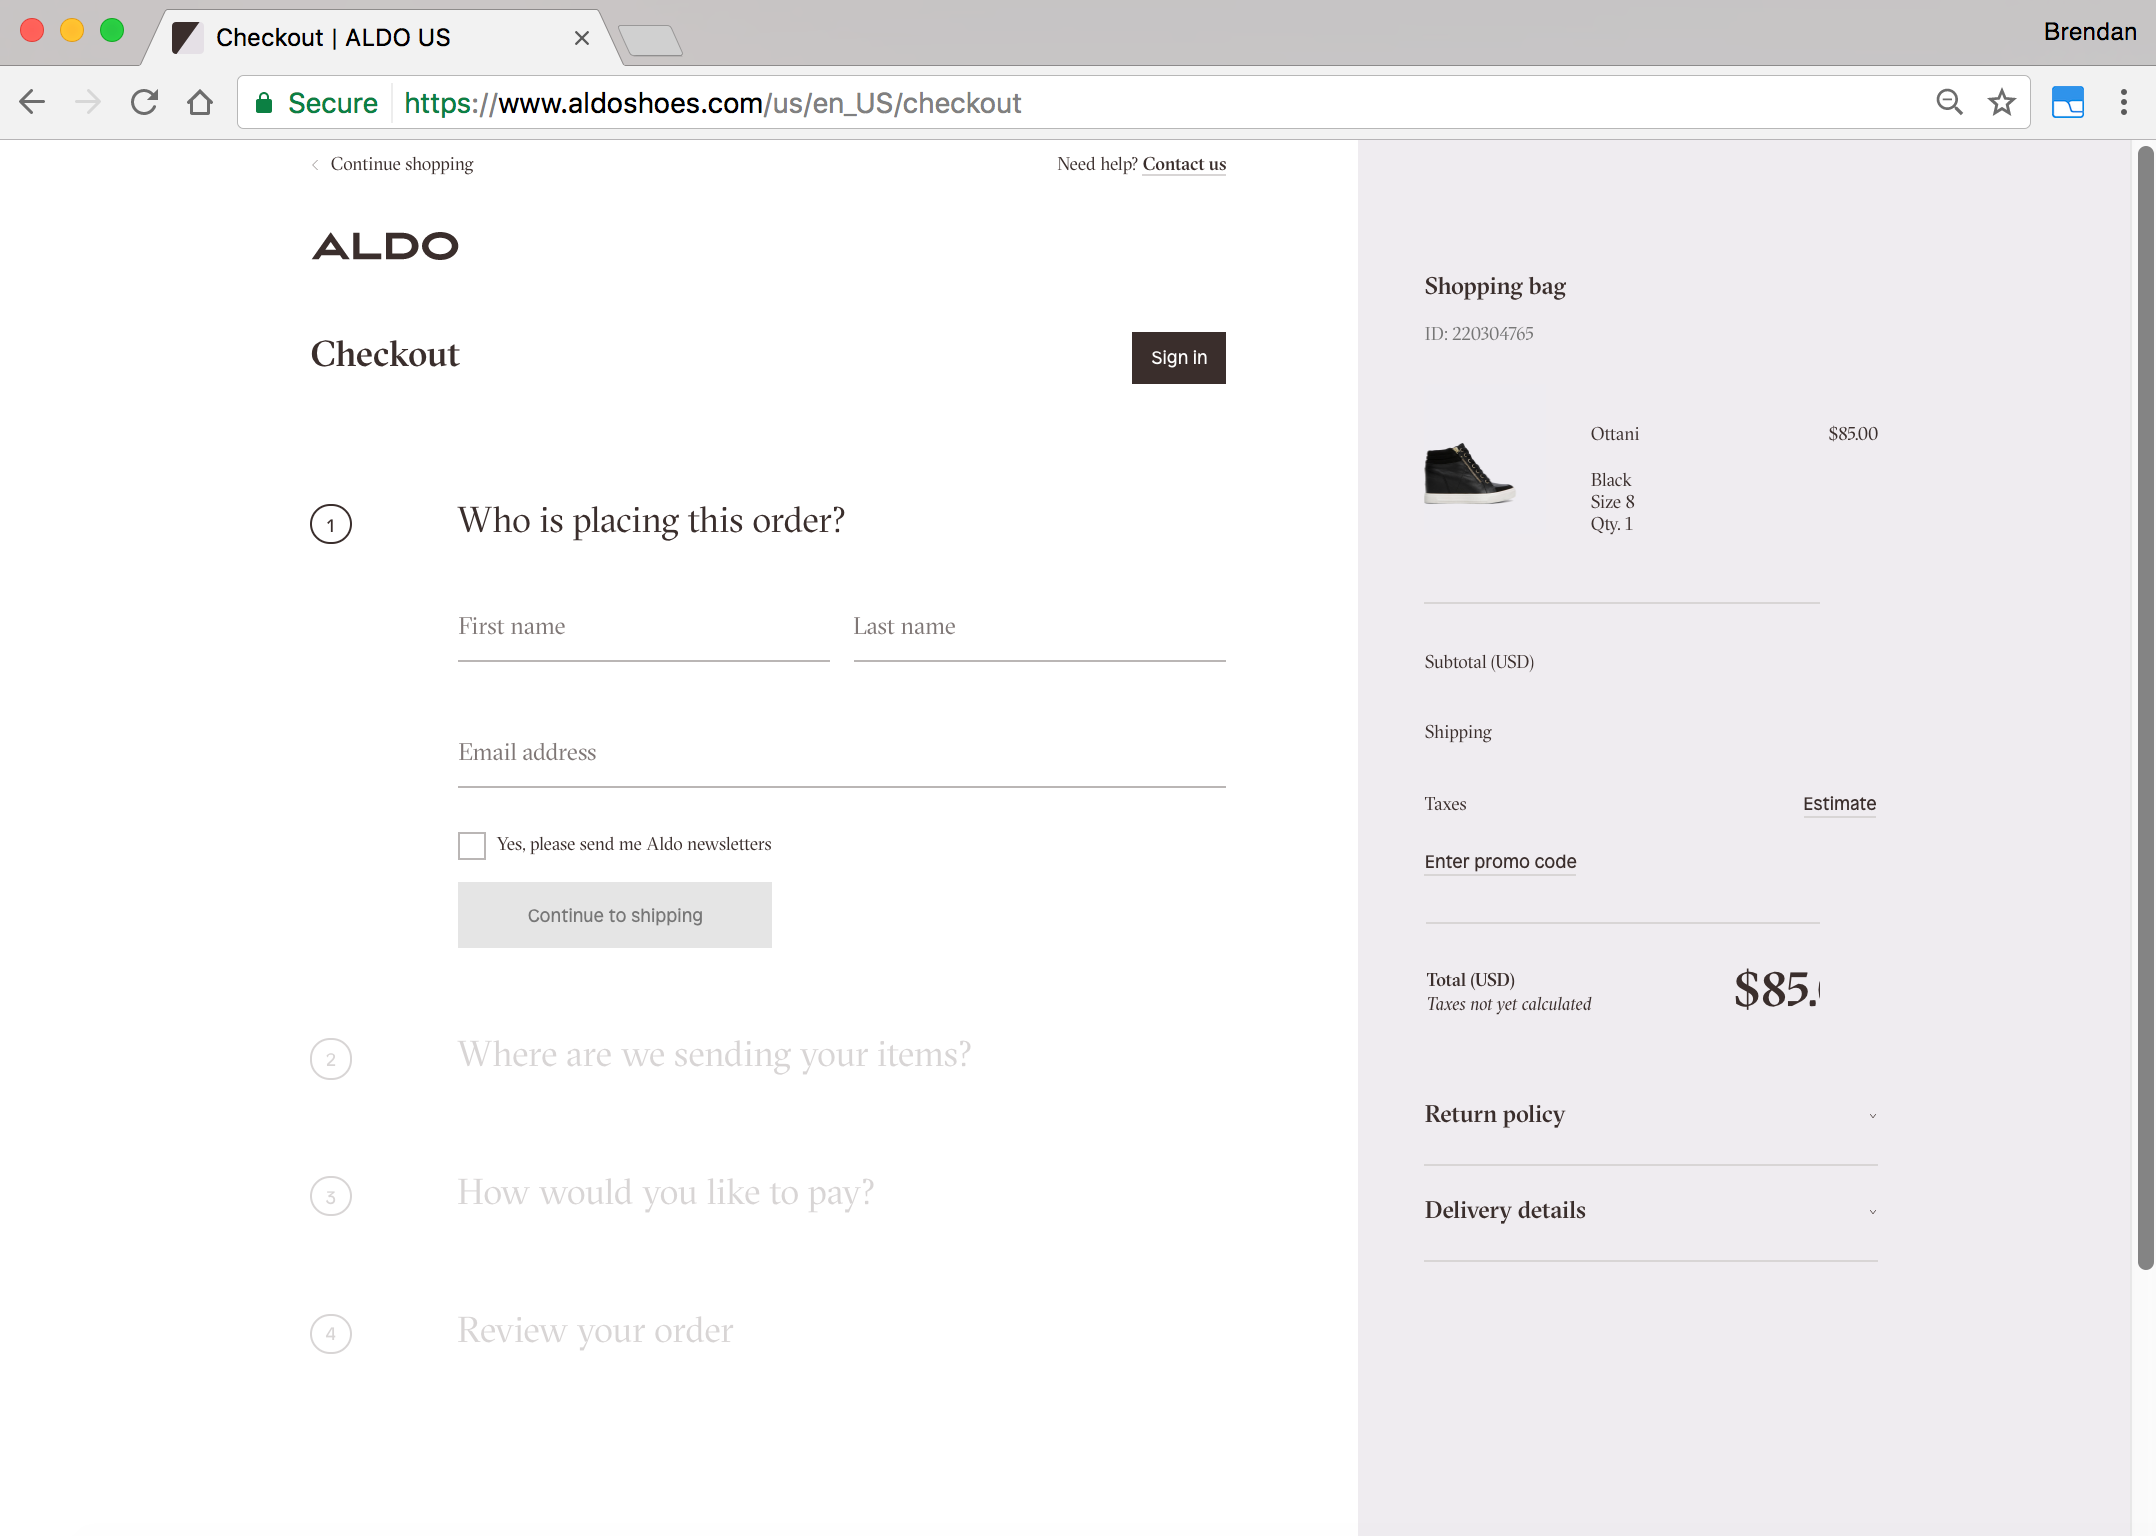 Checkout | ALDO US
Brendan
Secure https://www.aldoshoes.com/us/en_US/checkout
Continue shopping
Need help? Contact us
ALDO
Checkout
Sign in
1 Who is placing this order?
First name
Last name
Email address
Yes, please send me Aldo newsletters
Continue to shipping
2 Where are we sending your items?
3 How would you like to pay?
4 Review your order
Shopping bag
ID: 220304765
Ottani $85.00
Black
Size 8
Qty. 1
Subtotal (USD)
Shipping
Taxes Estimate
Enter promo code
Total (USD) $85.
Taxes not yet calculated
Return policy
Delivery details